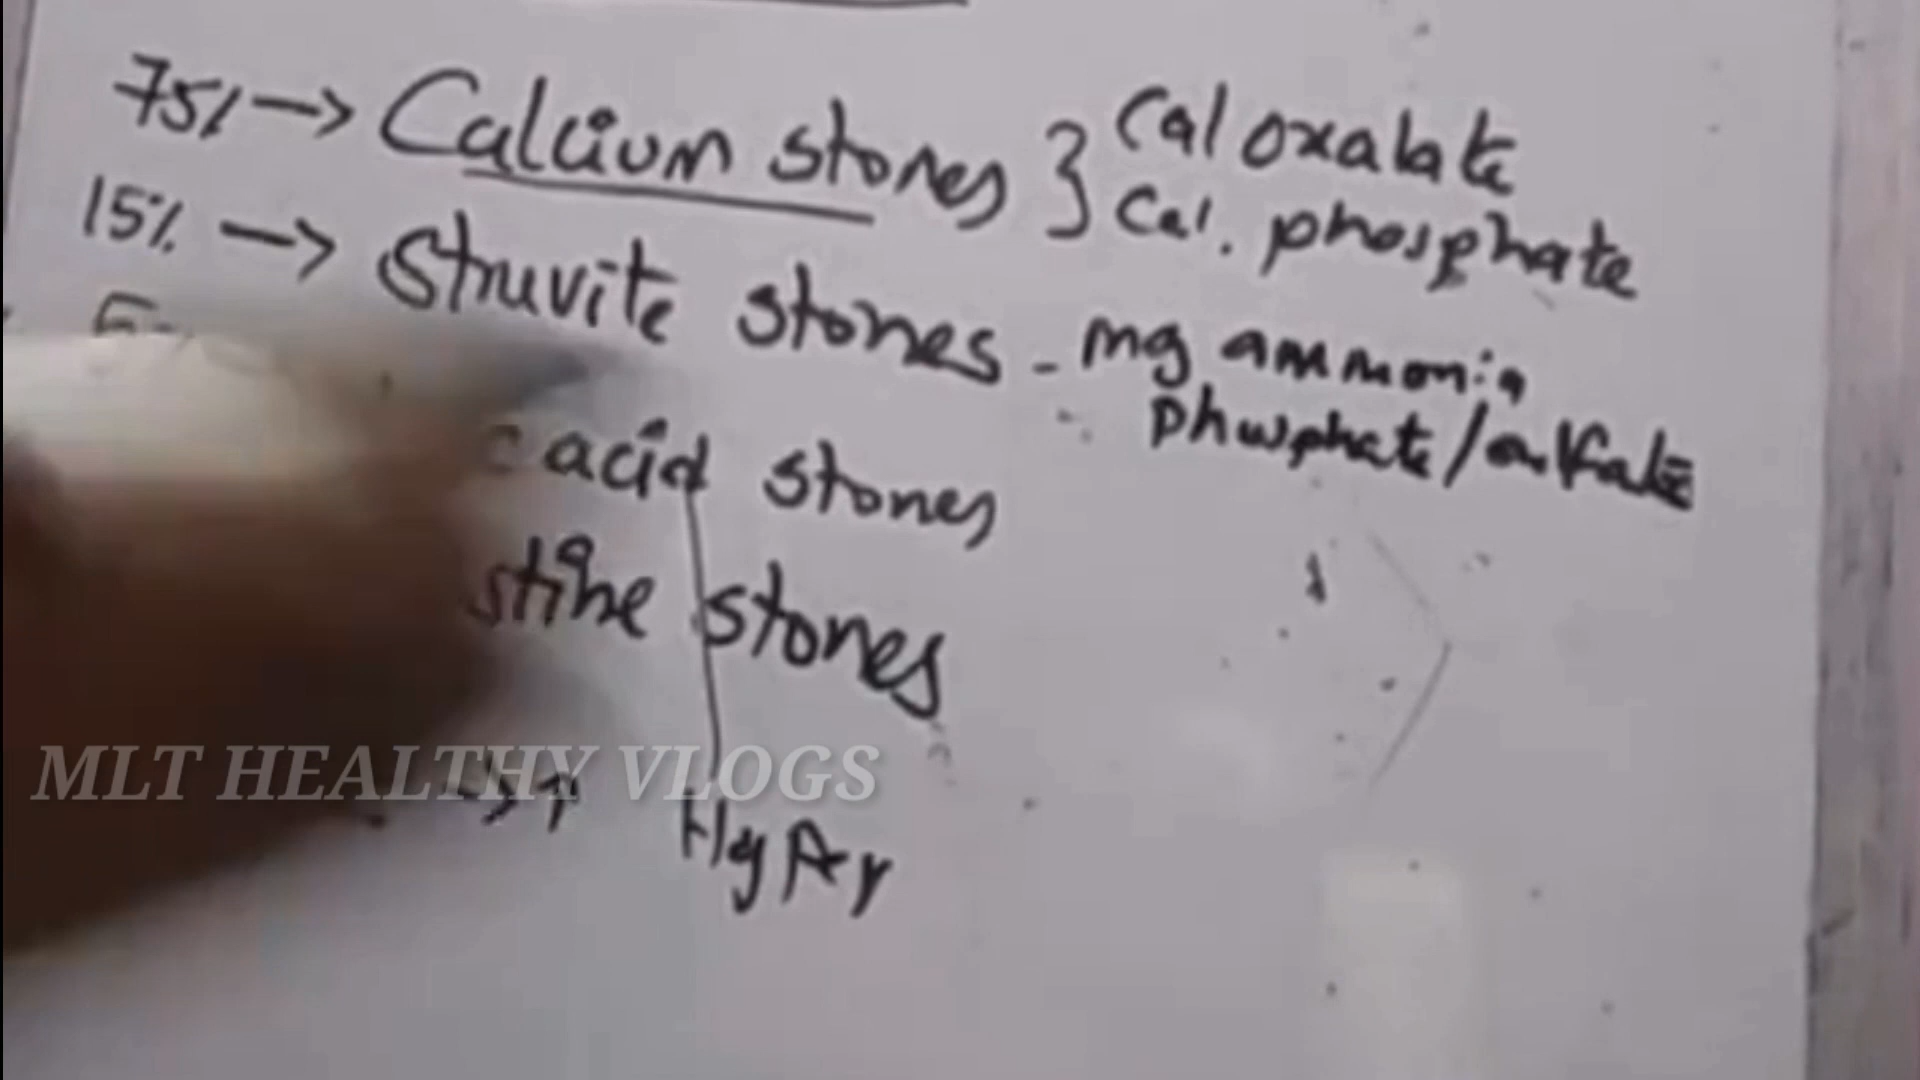 75% → Calcium stones } Cal oxalate
Cal. phosphate
15% → Struvite stones - mg ammonia
phosphate /
c acid stones
stine stones
→ ↑
MLT HEALTHY VLOGS